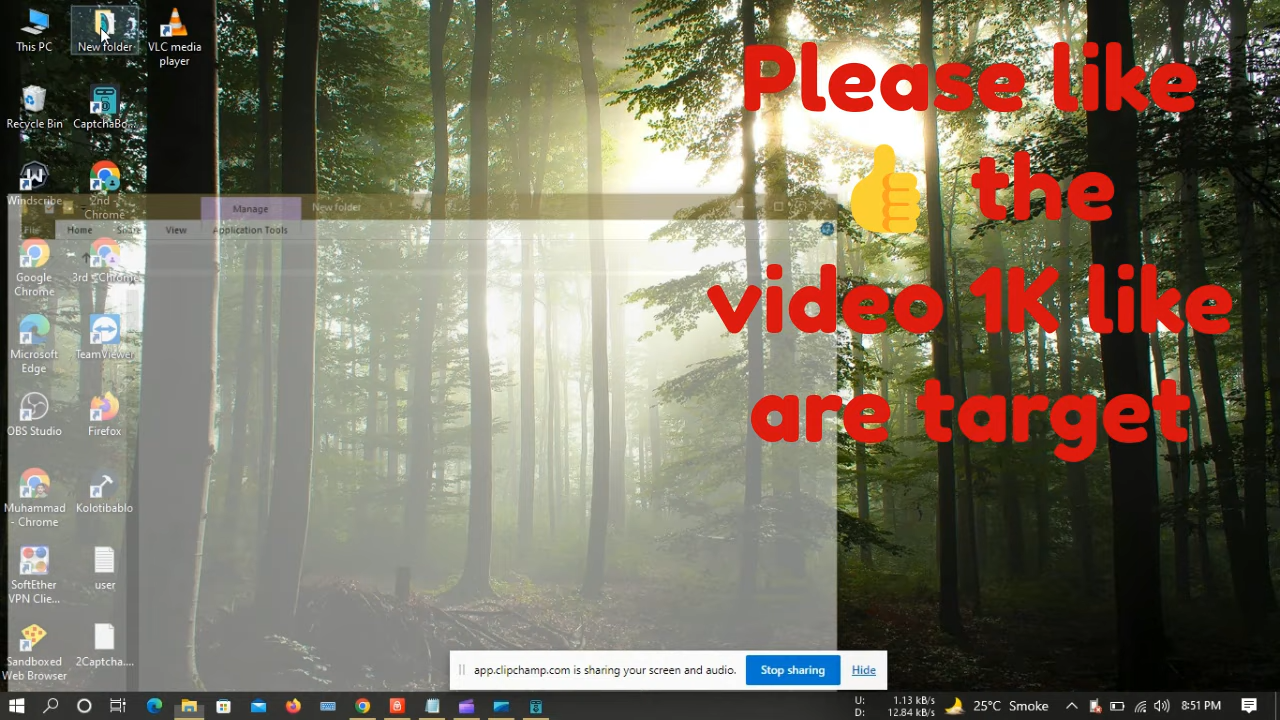 This PC
New folder
VLC media player
Recycle Bin
CaptchaBo...
Windscribe
2nd - Chrome
Google Chrome
3rd - Chrome
Microsoft Edge
TeamViewer
OBS Studio
Firefox
Muhammad - Chrome
Kolotibablo
SoftEther VPN Clie...
user
Sandboxed Web Browser
2Captcha....
Manage
New folder
File
Home
Share
View
Application Tools
Please like
👍 the
video 1K like
are target
app.clipchamp.com is sharing your screen and audio.
Stop sharing
Hide
U: 1.13 kB/s
D: 12.84 kB/s
25°C Smoke
8:51 PM